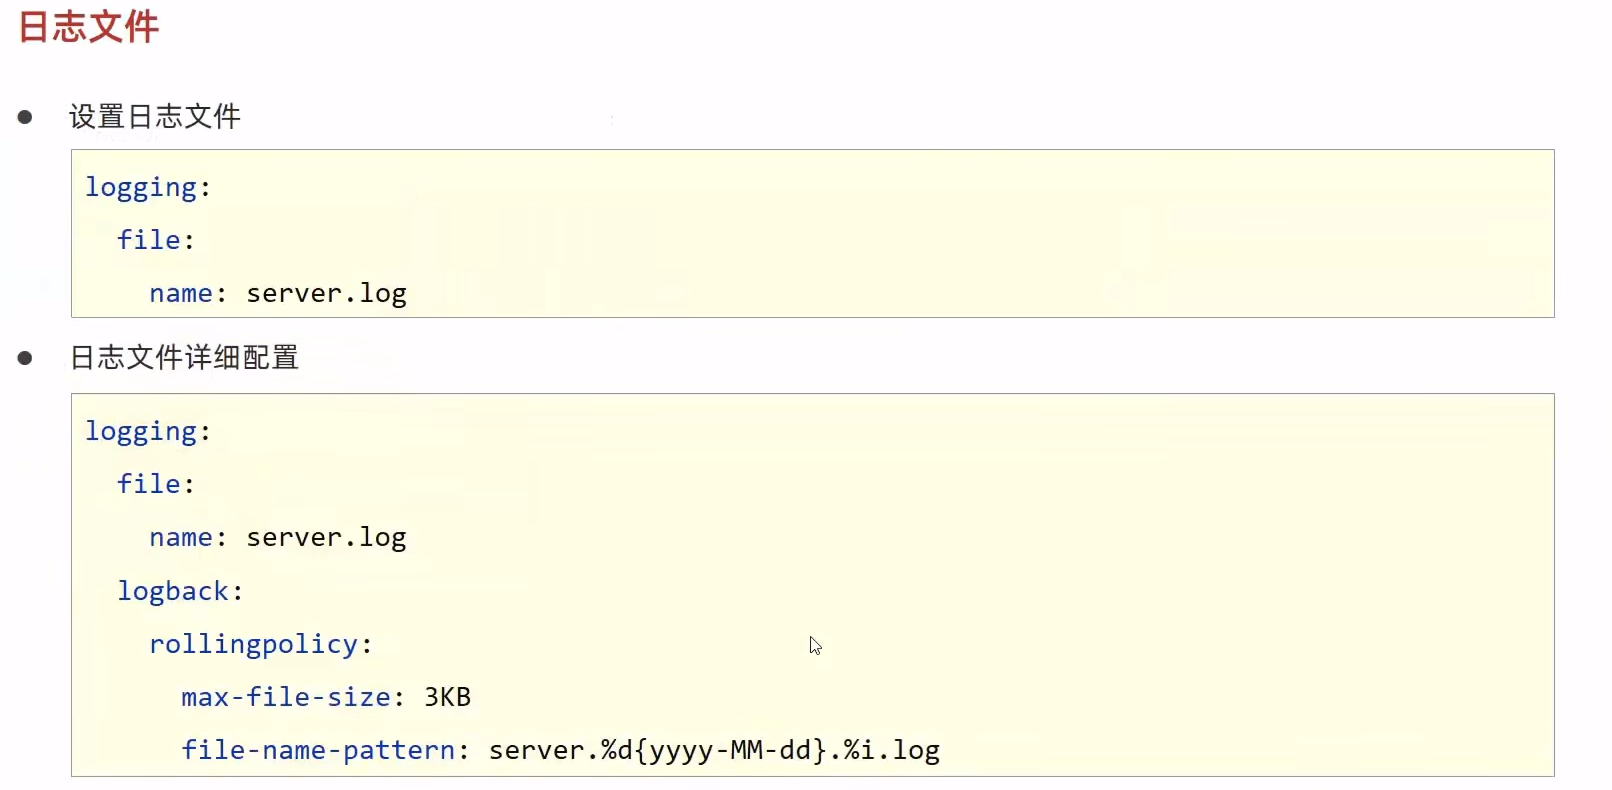 日志文件
● 设置日志文件
logging:
  file:
    name: server.log
● 日志文件详细配置
logging:
  file:
    name: server.log
  logback:
    rollingpolicy:
      max-file-size: 3KB
      file-name-pattern: server.%d{yyyy-MM-dd}.%i.log